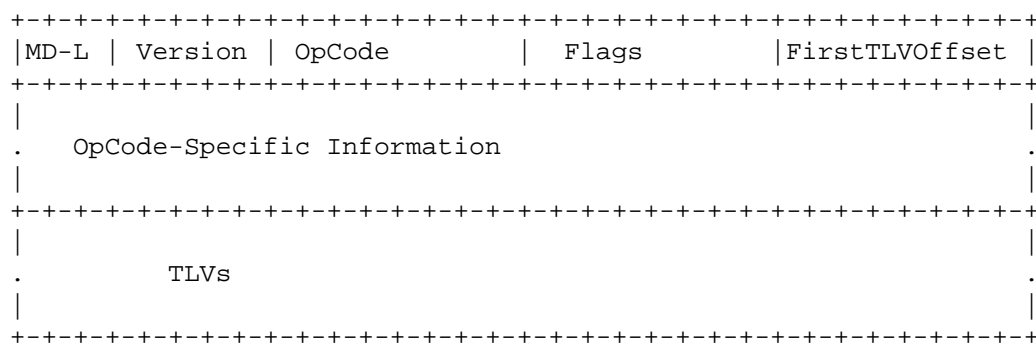 +-+-+-+-+-+-+-+-+-+-+-+-+-+-+-+-+-+-+-+-+-+-+-+-+-+-+-+-+-+-+-+-+
|MD-L | Version | OpCode        |  Flags        |FirstTLVOffset |
+-+-+-+-+-+-+-+-+-+-+-+-+-+-+-+-+-+-+-+-+-+-+-+-+-+-+-+-+-+-+-+-+
|                                                               |
.   OpCode-Specific Information                                 .
|                                                               |
+-+-+-+-+-+-+-+-+-+-+-+-+-+-+-+-+-+-+-+-+-+-+-+-+-+-+-+-+-+-+-+-+
|                                                               |
.         TLVs                                                  .
|                                                               |
+-+-+-+-+-+-+-+-+-+-+-+-+-+-+-+-+-+-+-+-+-+-+-+-+-+-+-+-+-+-+-+-+